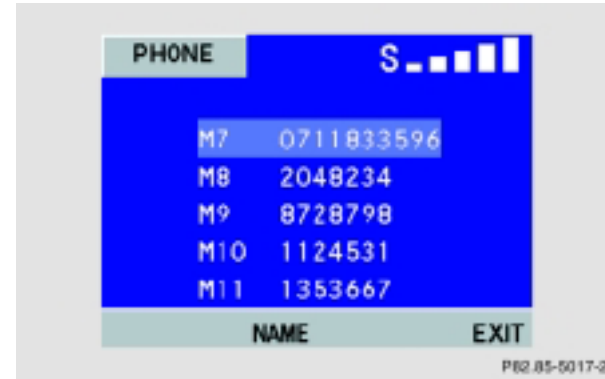 PHONE S
M7 0711833596
M8 2048234
M9 8728798
M10 1124531
M11 1353667
NAME EXIT
P82.85-5017-2